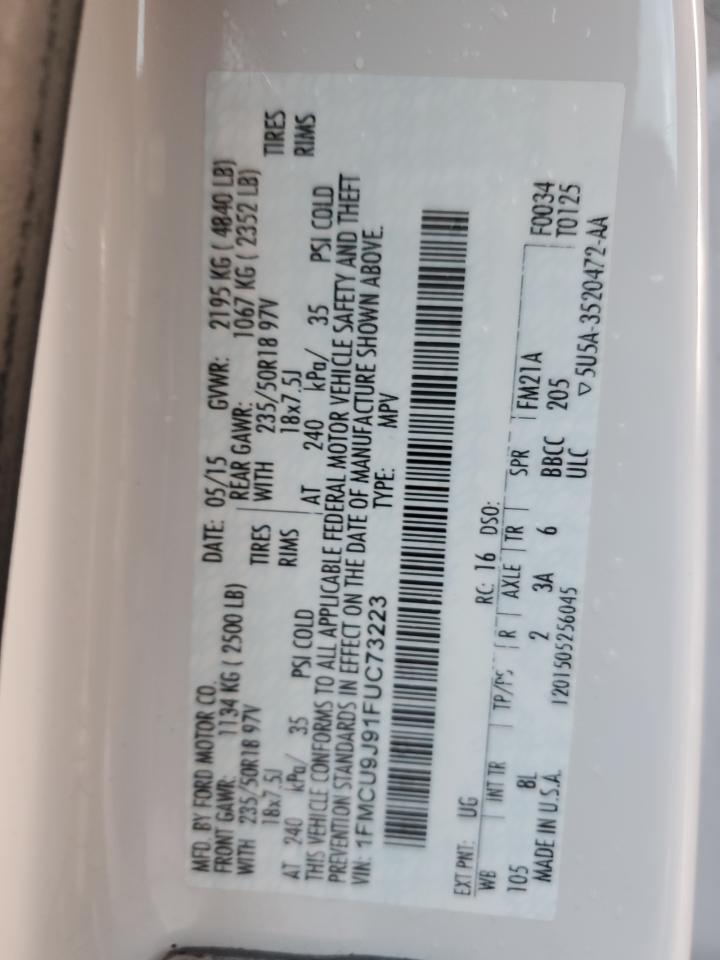 MFD. BY FORD MOTOR CO.
DATE: 05/15 GVWR: 2195 KG ( 4840 LB)
FRONT GAWR: 1134 KG ( 2500 LB)
REAR GAWR: 1067 KG ( 2352 LB)
WITH 235/50R18 97V TIRES
WITH 235/50R18 97V TIRES
18x7.5J RIMS
18x7.5J RIMS
AT 240 kPa/ 35 PSI COLD
AT 240 kPa/ 35 PSI COLD
THIS VEHICLE CONFORMS TO ALL APPLICABLE FEDERAL MOTOR VEHICLE SAFETY AND THEFT
PREVENTION STANDARDS IN EFFECT ON THE DATE OF MANUFACTURE SHOWN ABOVE.
VIN: 1FMCU9J91FUC73223 TYPE: MPV
EXT PNT: UG RC: 16 DSO:
WB INT TR TP/PS R AXLE TR SPR FM21A F0034
105 8L 2 3A 6 BBCC 205 T0125
MADE IN U.S.A. 1201505256045 ULC ▽5U5A-3520472-AA